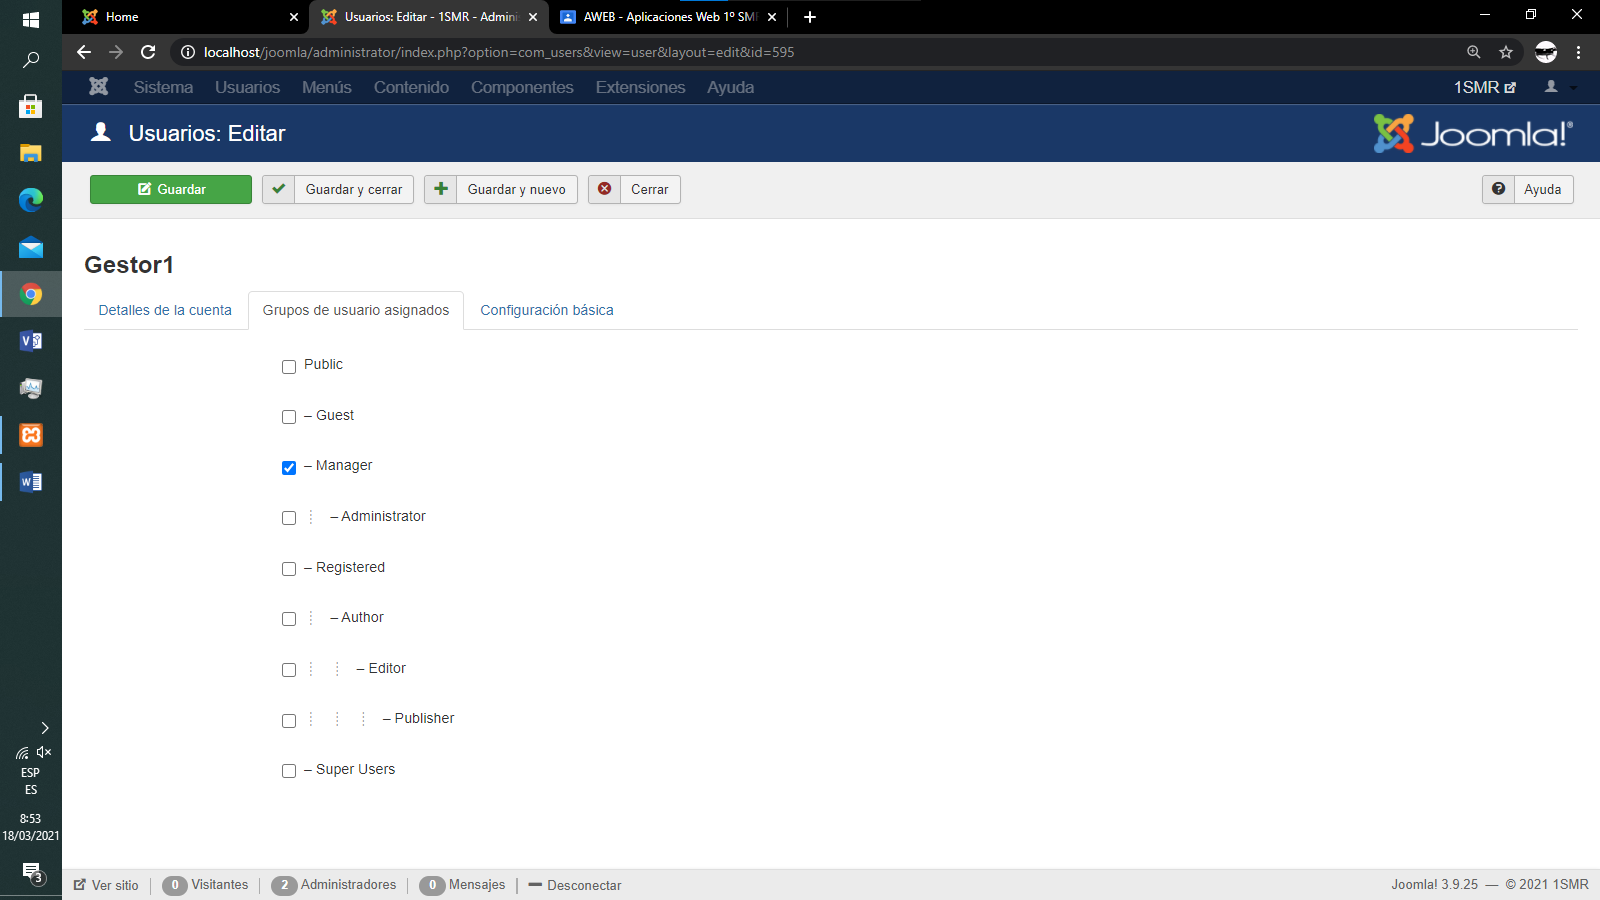 Home
Usuarios: Editar - 1SMR - Admini
AWEB - Aplicaciones Web 1º SM
localhost/joomla/administrator/index.php?option=com_users&view=user&layout=edit&id=595
Sistema Usuarios Menús Contenido Componentes Extensiones Ayuda 1SMR
Usuarios: Editar
Joomla!®
Guardar Guardar y cerrar Guardar y nuevo Cerrar Ayuda
Gestor1
Detalles de la cuenta Grupos de usuario asignados Configuración básica
Public
– Guest
– Manager
– Administrator
– Registered
– Author
– Editor
– Publisher
– Super Users
ESP
ES
8:53
18/03/2021
3
Ver sitio 0 Visitantes 2 Administradores 0 Mensajes Desconectar Joomla! 3.9.25 — © 2021 1SMR